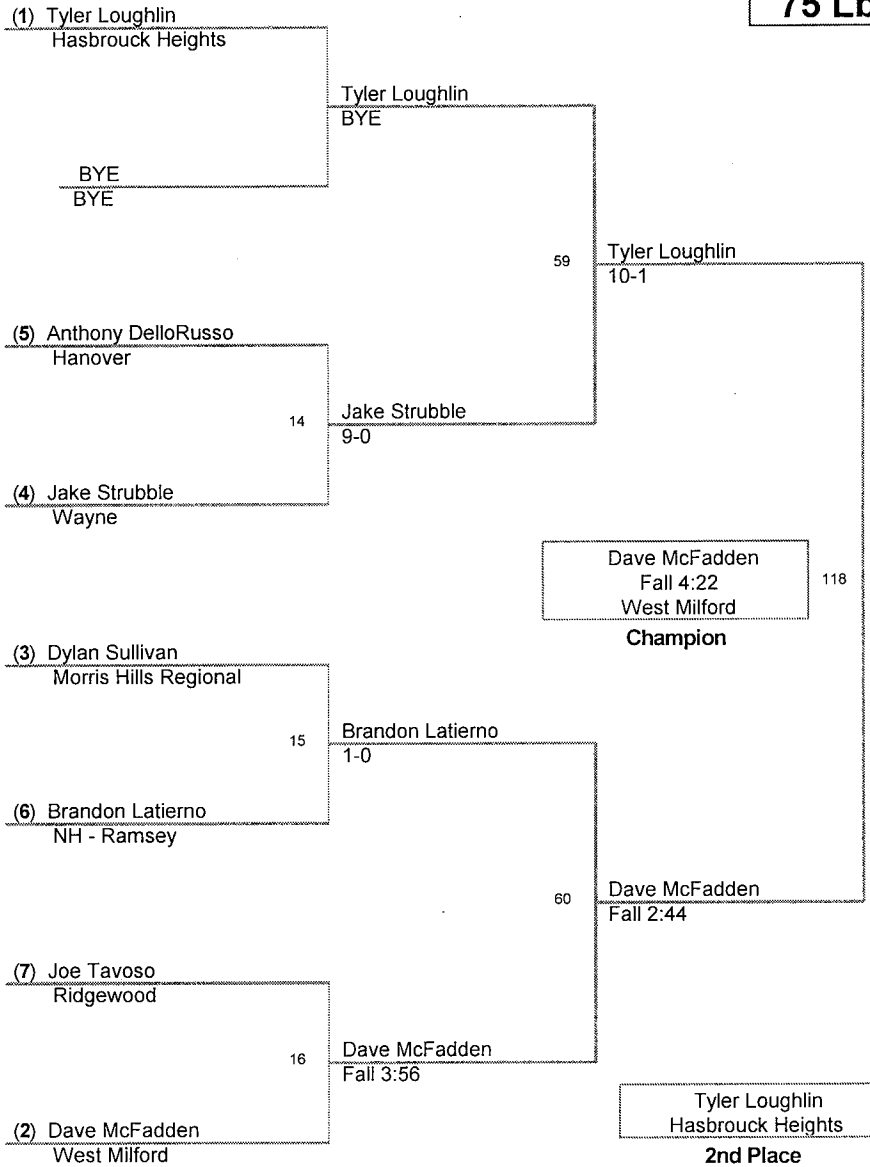 75 Lb
(1) Tyler Loughlin
Hasbrouck Heights
Tyler Loughlin
BYE
BYE
BYE
59
Tyler Loughlin
10-1
(5) Anthony DelloRusso
Hanover
14
Jake Strubble
9-0
(4) Jake Strubble
Wayne
Dave McFadden
Fall 4:22
West Milford
118
Champion
(3) Dylan Sullivan
Morris Hills Regional
15
Brandon Latierno
1-0
(6) Brandon Latierno
NH - Ramsey
60
Dave McFadden
Fall 2:44
(7) Joe Tavoso
Ridgewood
16
Dave McFadden
Fall 3:56
(2) Dave McFadden
West Milford
Tyler Loughlin
Hasbrouck Heights
2nd Place